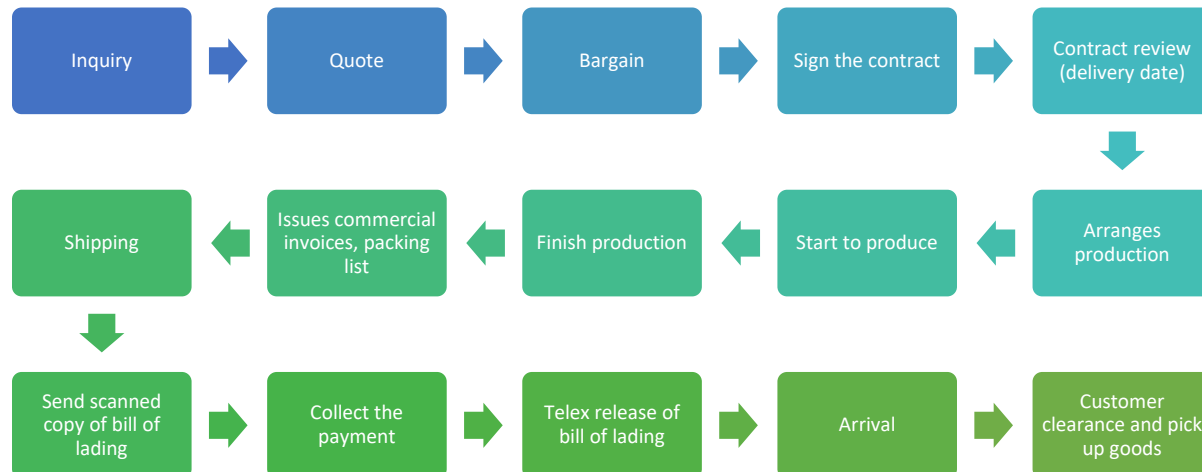 Inquiry
Quote
Bargain
Sign the contract
Contract review
(delivery date)
Arranges
production
Start to produce
Finish production
Issues commercial
invoices, packing
list
Shipping
Send scanned
copy of bill of
lading
Collect the
payment
Telex release of
bill of lading
Arrival
Customer
clearance and pick
up goods